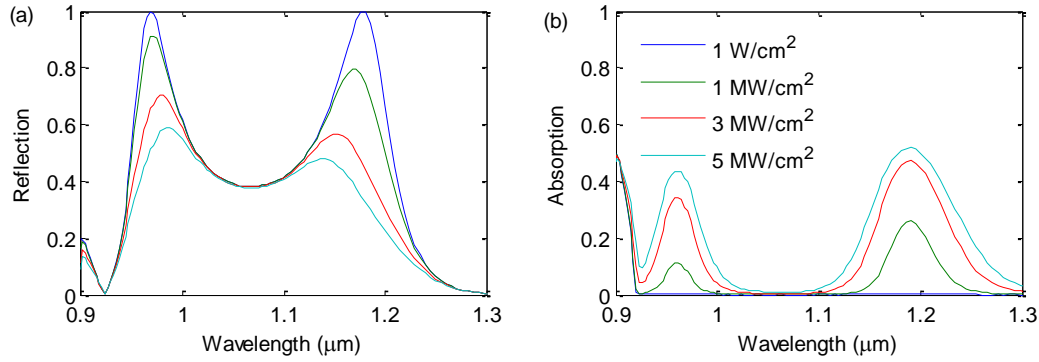 (a)
Reflection
1
0.8
0.6
0.4
0.2
0
0.9
1
1.1
1.2
1.3
Wavelength (μm)
(b)
Absorption
1
0.8
0.6
0.4
0.2
0
1 W/cm²
1 MW/cm²
3 MW/cm²
5 MW/cm²
0.9
1
1.1
1.2
1.3
Wavelength (μm)